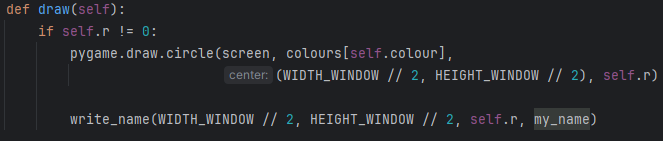 def draw(self):
if self.r != 0:
pygame.draw.circle(screen, colours[self.colour],
center: (WIDTH_WINDOW // 2, HEIGHT_WINDOW // 2), self.r)
write_name(WIDTH_WINDOW // 2, HEIGHT_WINDOW // 2, self.r, my_name)